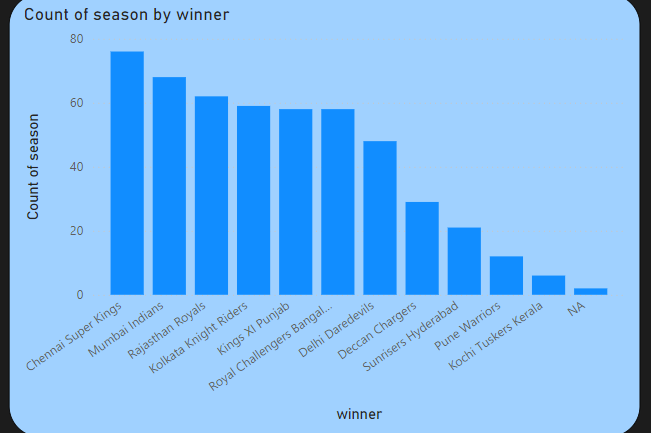 Count of season by winner
Count of season
80
60
40
20
0
Chennai Super Kings
Mumbai Indians
Rajasthan Royals
Kolkata Knight Riders
Kings XI Punjab
Royal Challengers Bangal...
Delhi Daredevils
Deccan Chargers
Sunrisers Hyderabad
Pune Warriors
Kochi Tuskers Kerala
NA
winner